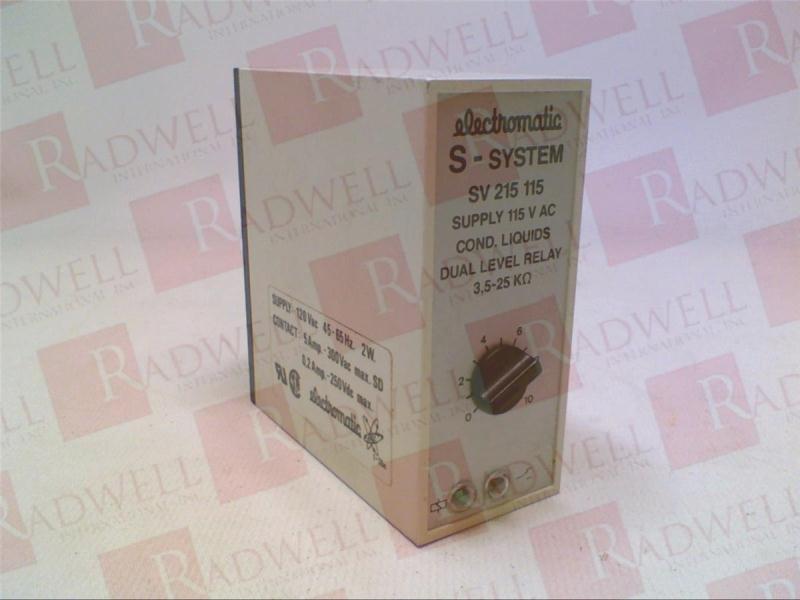 electromatic
S - SYSTEM
SV 215 115
SUPPLY 115 V AC
COND. LIQUIDS
DUAL LEVEL RELAY
3,5-25 KΩ
0 2 4 6 10
SUPPLY 120 Vac 45-65 Hz. 2W.
CONTACT: 5 Amp. - 300 Vac max. SD
0,2 Amp. - 250 Vdc max.
electromatic
RADWELL
INTERNATIONAL, INC.